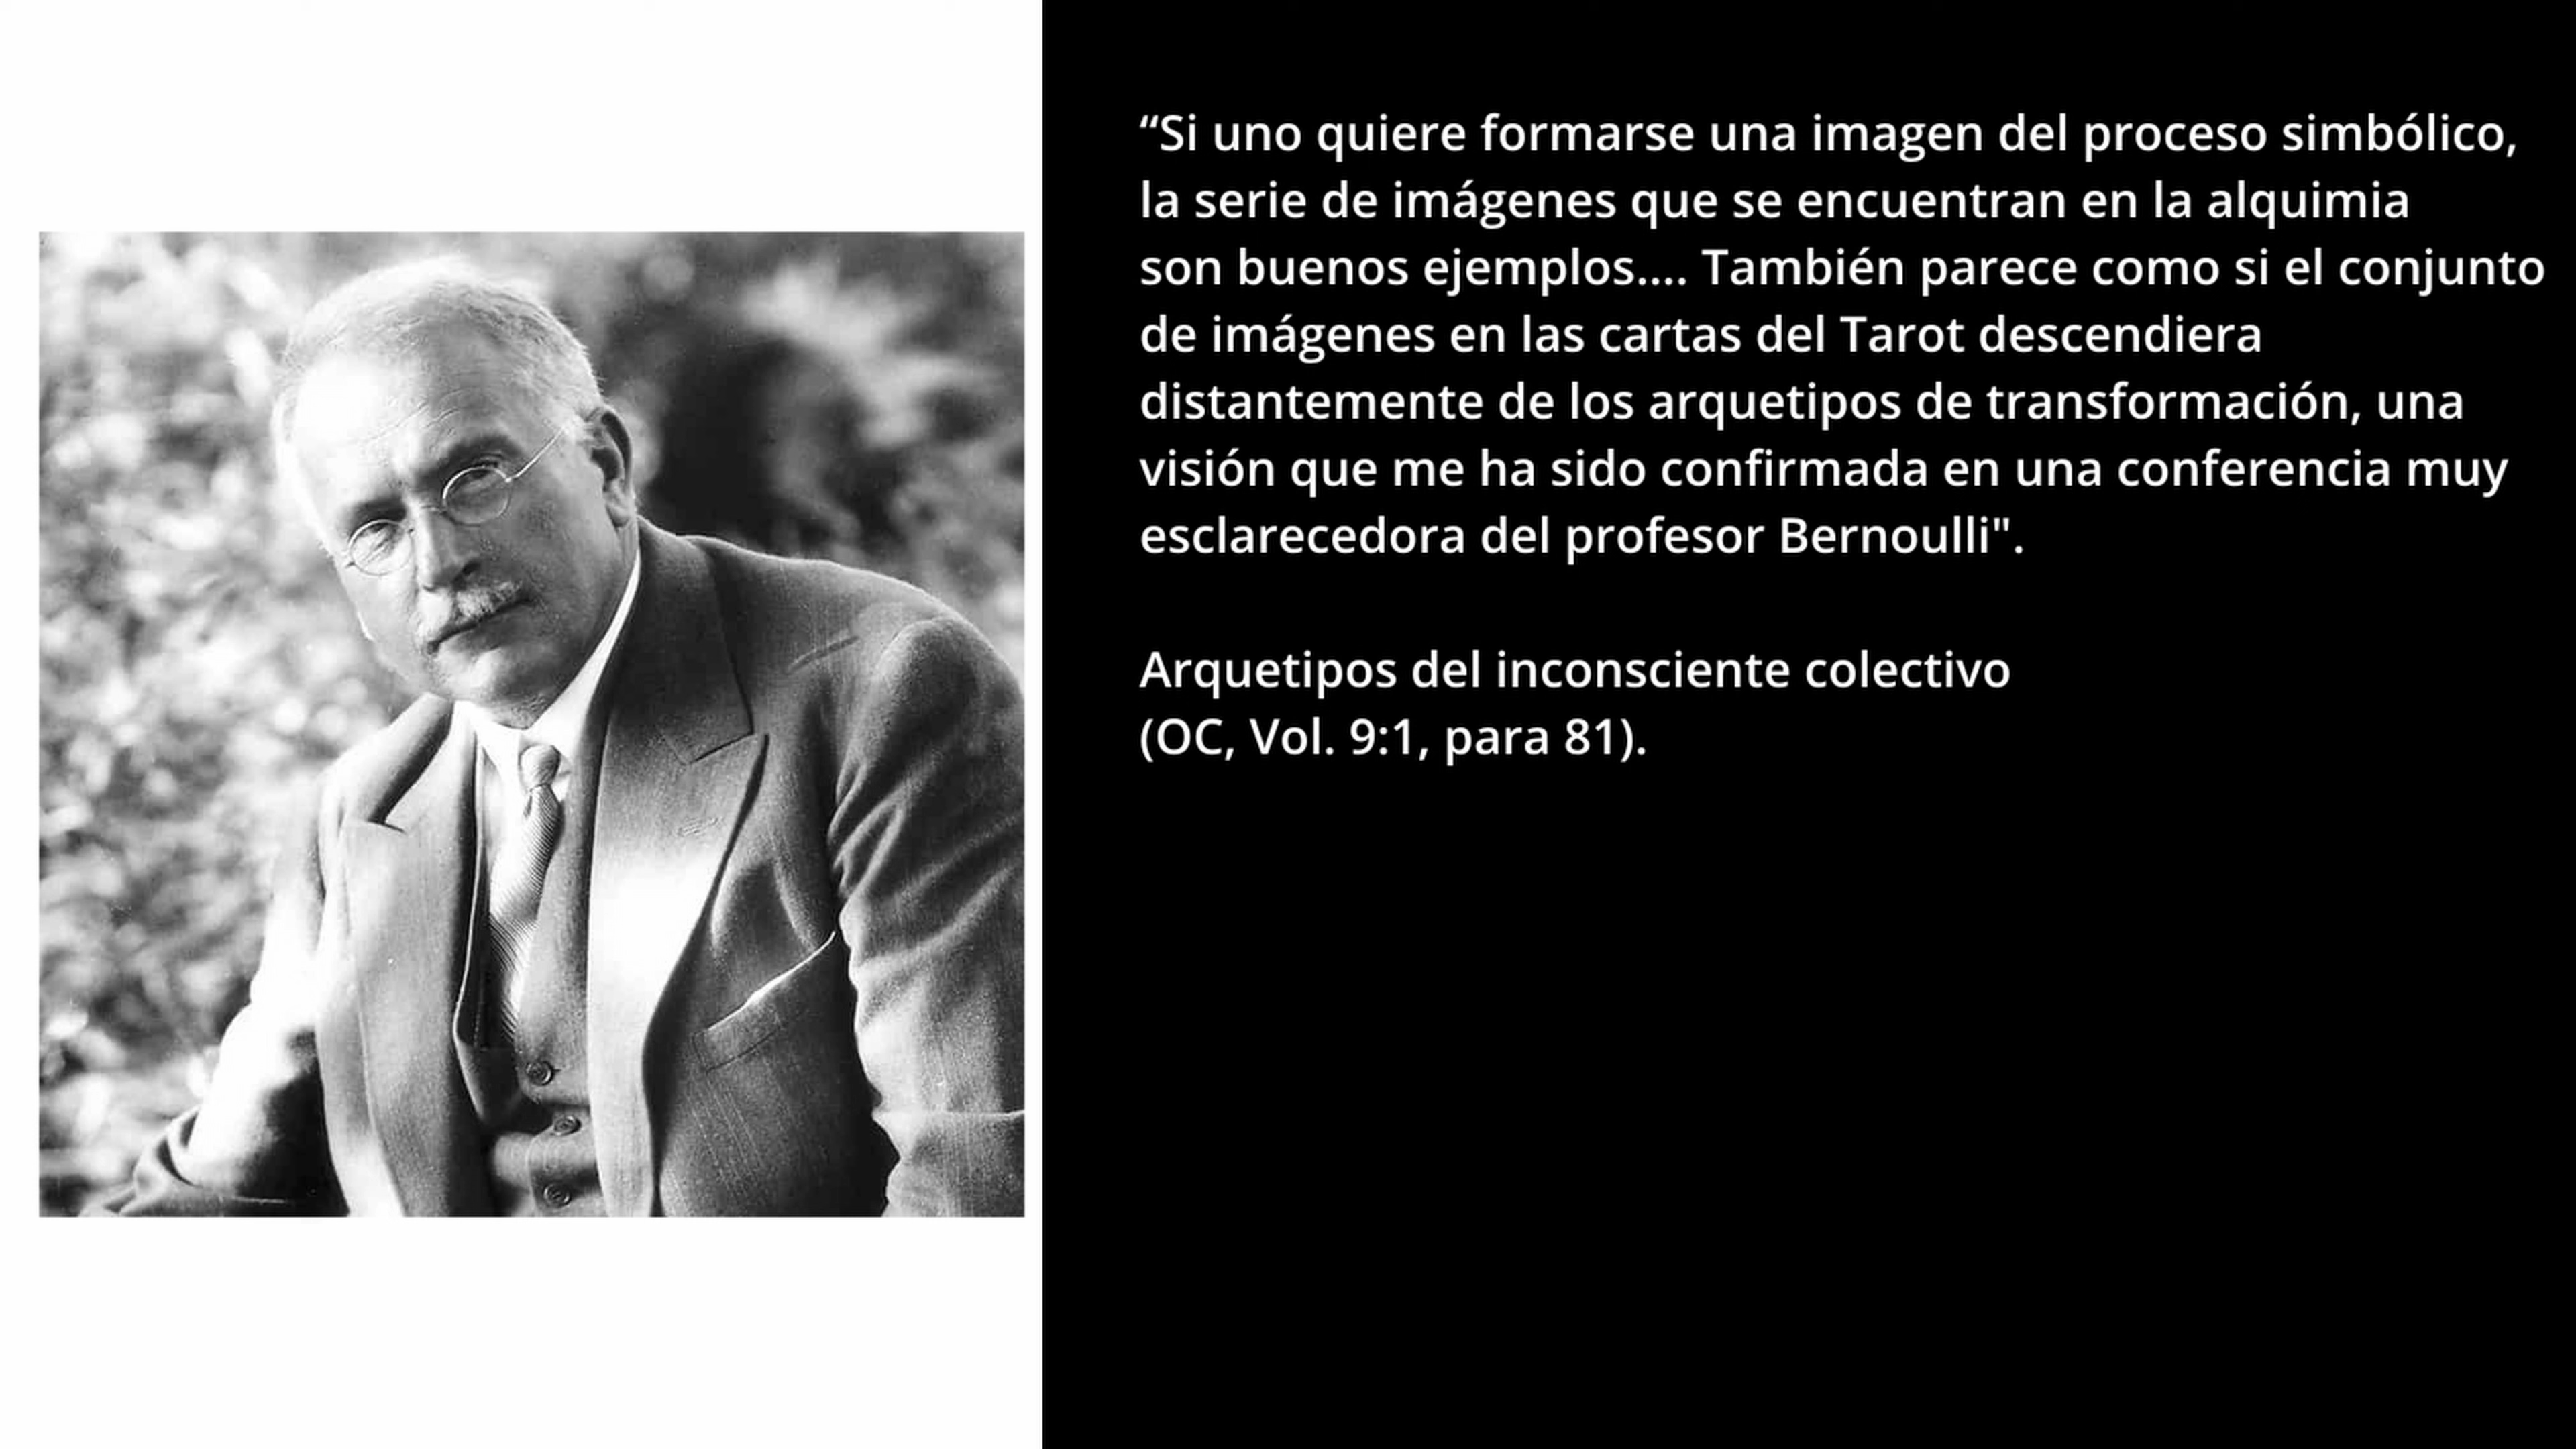 “Si uno quiere formarse una imagen del proceso simbólico,
la serie de imágenes que se encuentran en la alquimia
son buenos ejemplos.... También parece como si el conjunto
de imágenes en las cartas del Tarot descendiera
distantemente de los arquetipos de transformación, una
visión que me ha sido confirmada en una conferencia muy
esclarecedora del profesor Bernoulli".
Arquetipos del inconsciente colectivo
(OC, Vol. 9:1, para 81).